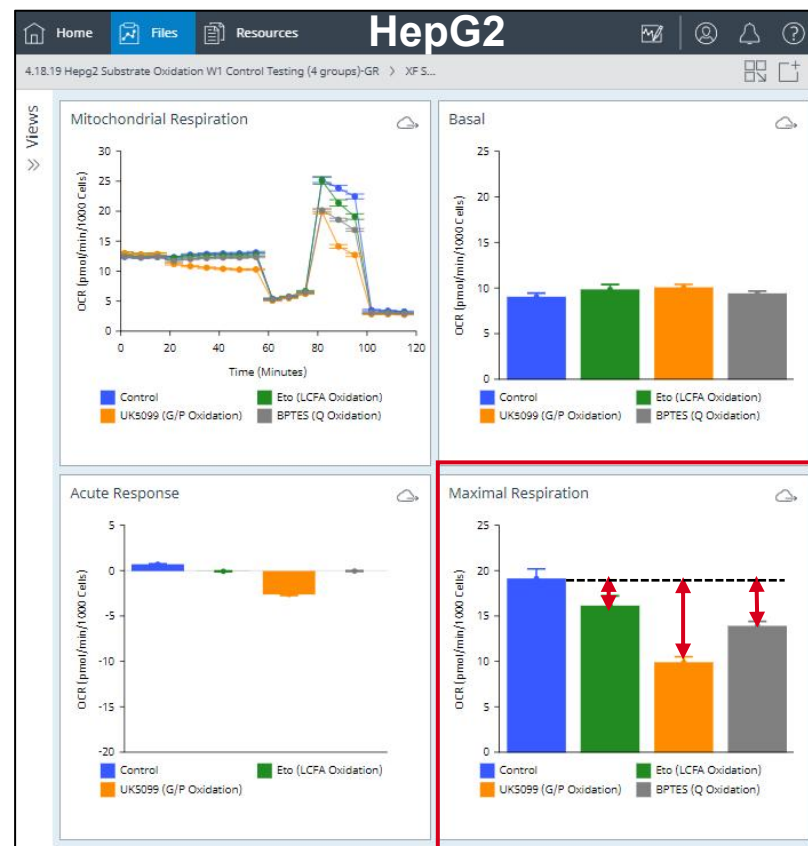 Home Files Resources HepG2
4.18.19 Hepg2 Substrate Oxidation W1 Control Testing (4 groups)-GR > XF S...
Views
Mitochondrial Respiration
OCR (pmol/min/1000 Cells)
30
25
20
15
10
5
0
0 20 40 60 80 100 120
Time (Minutes)
Control Eto (LCFA Oxidation)
UK5099 (G/P Oxidation) BPTES (Q Oxidation)
Basal
OCR (pmol/min/1000 Cells)
25
20
15
10
5
0
Control Eto (LCFA Oxidation)
UK5099 (G/P Oxidation) BPTES (Q Oxidation)
Acute Response
OCR (pmol/min/1000 Cells)
5
0
-5
-10
-15
-20
Control Eto (LCFA Oxidation)
UK5099 (G/P Oxidation)
Maximal Respiration
OCR (pmol/min/1000 Cells)
25
20
15
10
5
0
Control Eto (LCFA Oxidation)
UK5099 (G/P Oxidation) BPTES (Q Oxidation)